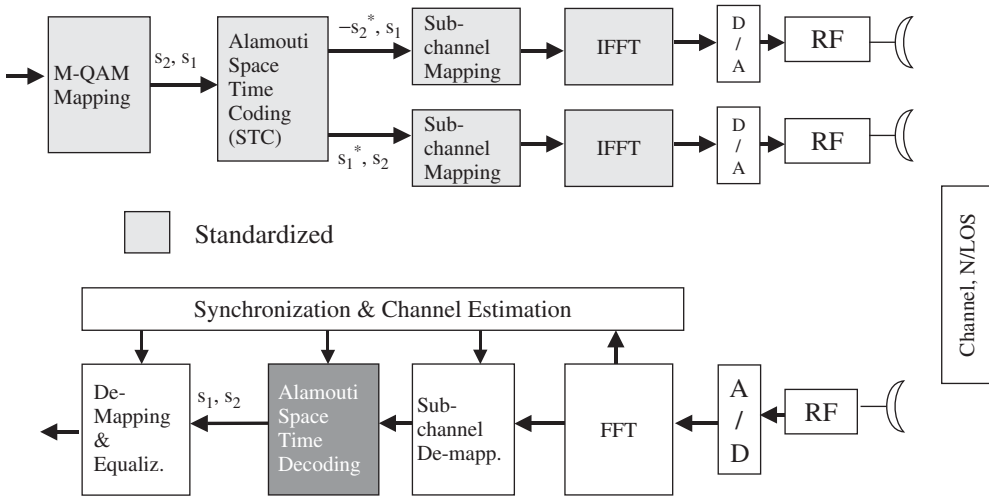 M-QAM
Mapping
s₂, s₁
Alamouti
Space
Time
Coding
(STC)
–s₂*, s₁
Sub-
channel
Mapping
IFFT
D
/
A
RF
s₁*, s₂
Sub-
channel
Mapping
IFFT
D
/
A
RF
Standardized
Channel, N/LOS
Synchronization & Channel Estimation
De-
Mapping
&
Equaliz.
s₁, s₂
Alamouti
Space
Time
Decoding
Sub-
channel
De-mapp.
FFT
A
/
D
RF